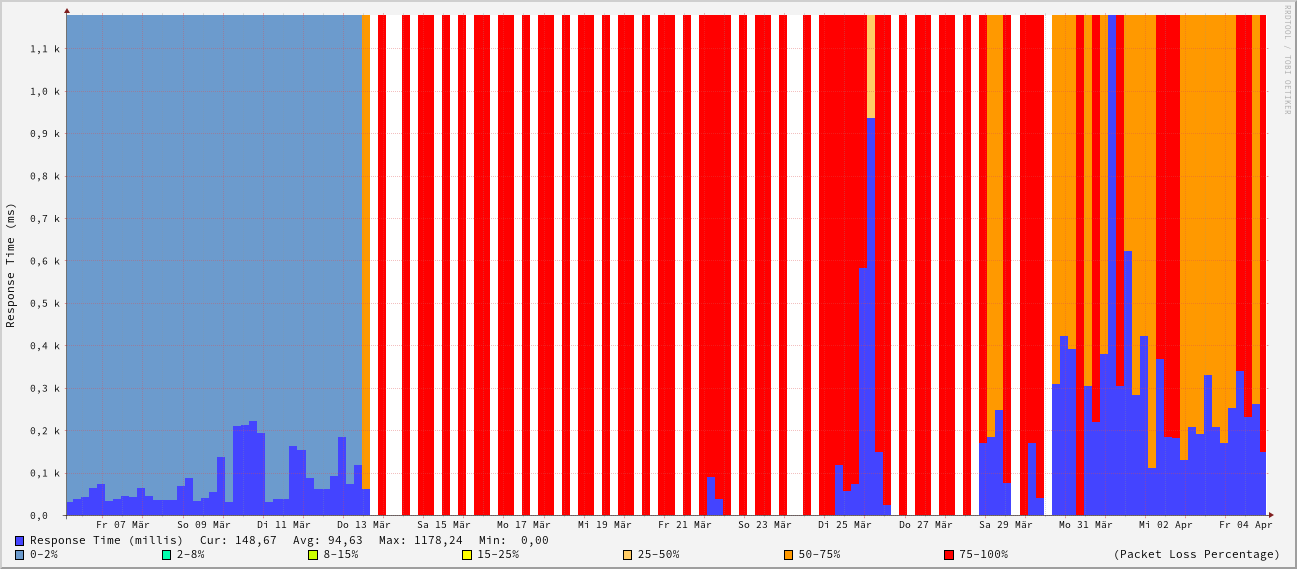 RRDTOOL / TOBI OETIKER
Response Time (ms)
1,1 k
1,0 k
0,9 k
0,8 k
0,7 k
0,6 k
0,5 k
0,4 k
0,3 k
0,2 k
0,1 k
0,0
Fr 07 Mär So 09 Mär Di 11 Mär Do 13 Mär Sa 15 Mär Mo 17 Mär Mi 19 Mär Fr 21 Mär So 23 Mär Di 25 Mär Do 27 Mär Sa 29 Mär Mo 31 Mär Mi 02 Apr Fr 04 Apr
Response Time (millis) Cur: 148,67 Avg: 94,63 Max: 1178,24 Min: 0,00
0-2% 2-8% 8-15% 15-25% 25-50% 50-75% 75-100% (Packet Loss Percentage)